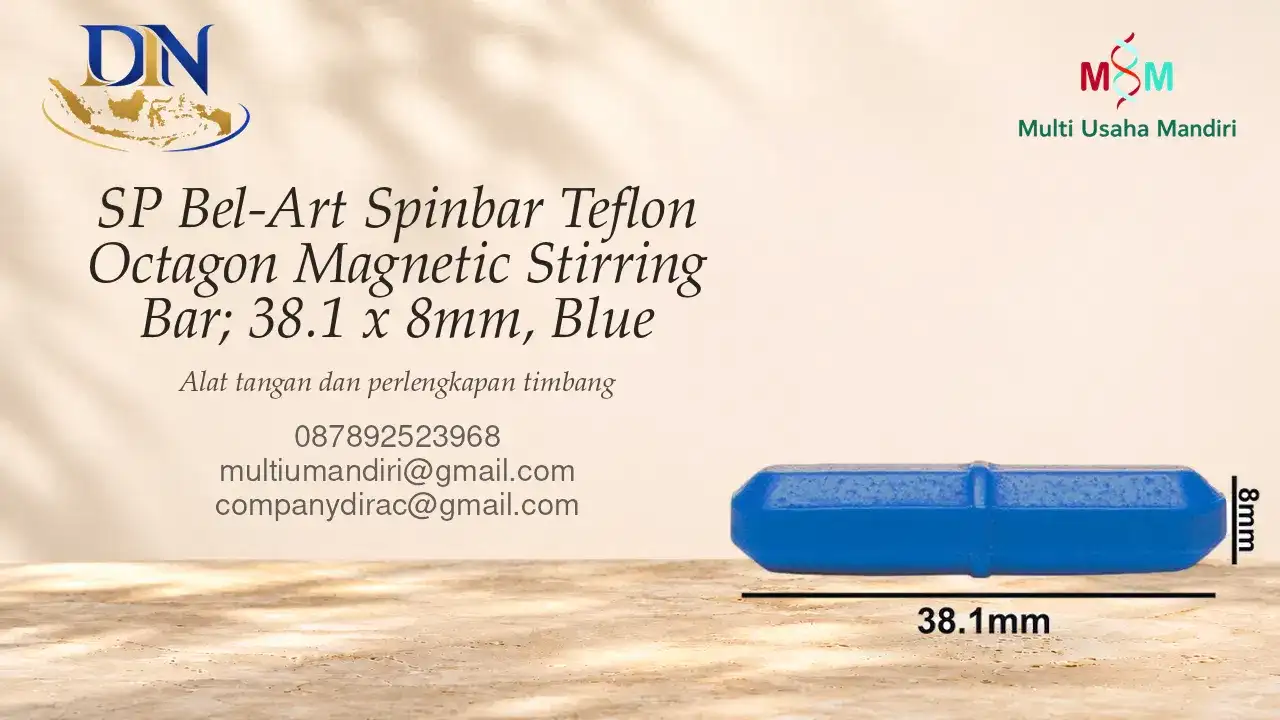 DN
M M
Multi Usaha Mandiri
SP Bel-Art Spinbar Teflon
Octagon Magnetic Stirring
Bar; 38.1 x 8mm, Blue
Alat tangan dan perlengkapan timbang
087892523968
multiumandiri@gmail.com
companydirac@gmail.com
8mm
38.1mm